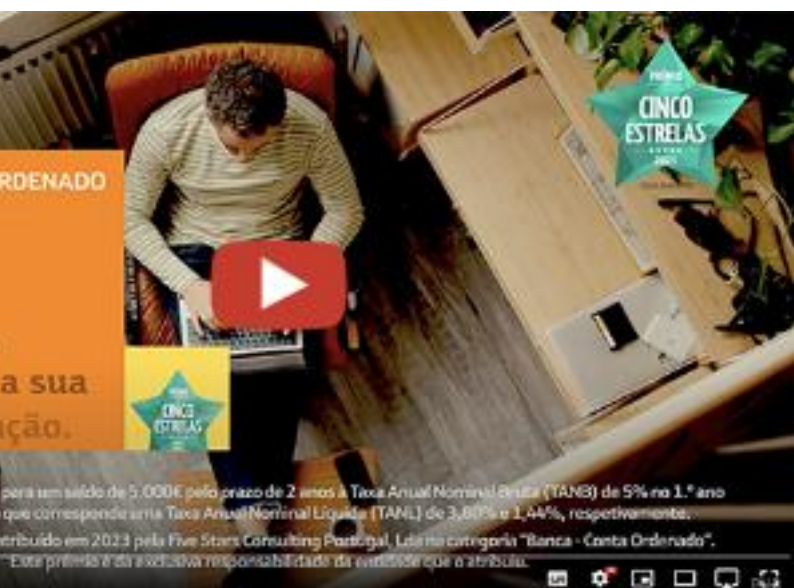 RDENADO
a sua
ação.
PRÉMIO
CINCO
ESTRELAS
CINCO
ESTRELAS
para um saldo de 5.000€ pelo prazo de 2 anos à Taxa Anual Nominal Bruta (TANB) de 5% no 1.º ano
que corresponde uma Taxa Anual Nominal Líquida (TANL) de 3,60% e 1,44%, respetivamente.
tribuído em 2023 pela Five Stars Consulting Portugal, Lda na categoria "Banca - Conta Ordenado".
Este prémio é da exclusiva responsabilidade da entidade que o atribuiu.